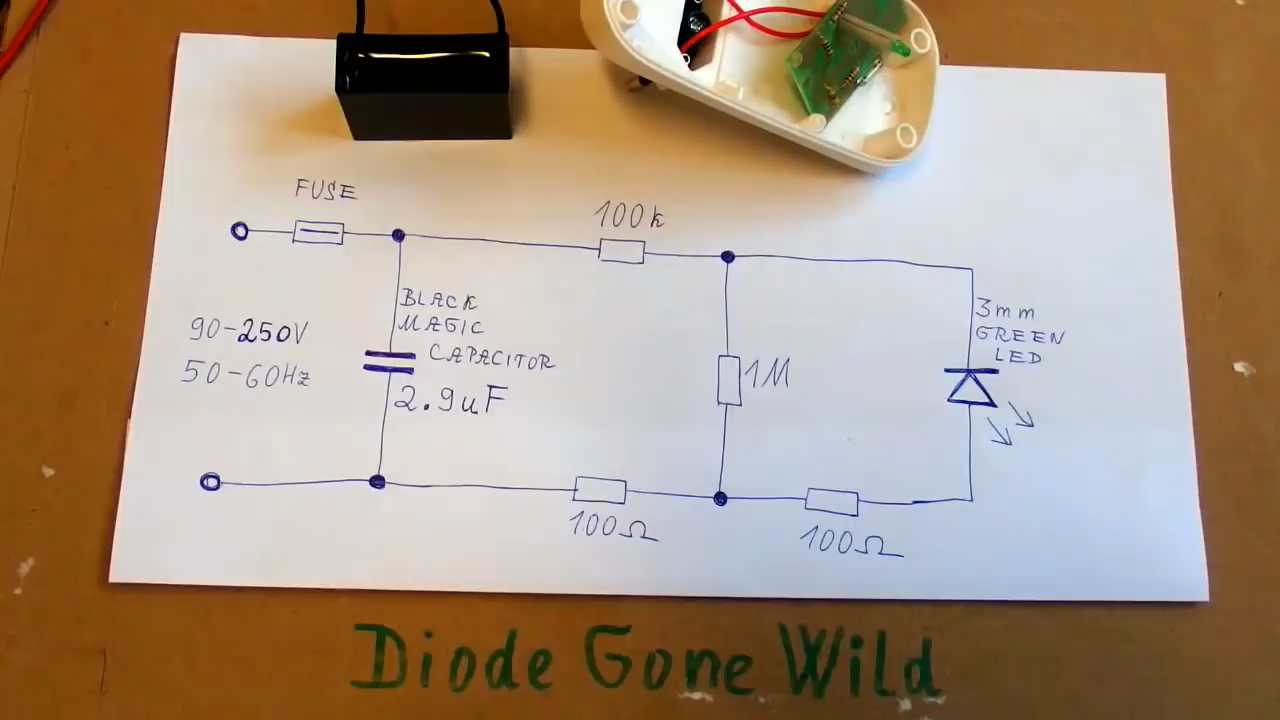 FUSE
100k
BLACK
MAGIC
CAPACITOR
2.9uF
90-250V
50-60Hz
1M
3mm
GREEN
LED
100Ω
100Ω
Diode Gone Wild